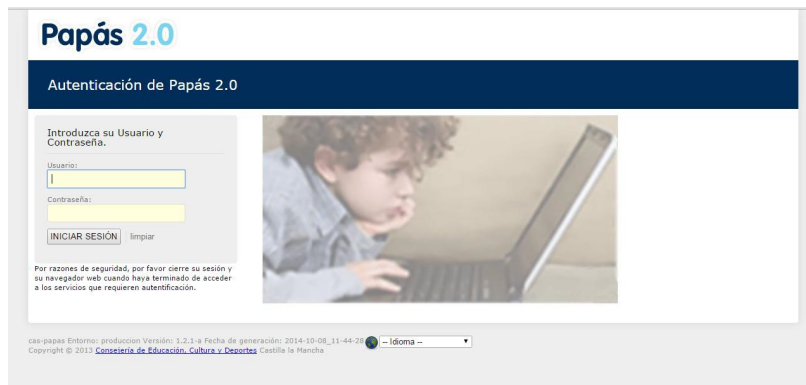 Papás 2.0
Autenticación de Papás 2.0
Introduzca su Usuario y
Contraseña.
Usuario:
Contraseña:
INICIAR SESIÓN limpiar
Por razones de seguridad, por favor cierre su sesión y
su navegador web cuando haya terminado de acceder
a los servicios que requieren autentificación.
cas-papas Entorno: produccion Versión: 1.2.1-a Fecha de generación: 2014-10-08_11-44-28 -- Idioma --
Copyright © 2013 Consejería de Educación, Cultura y Deportes Castilla la Mancha